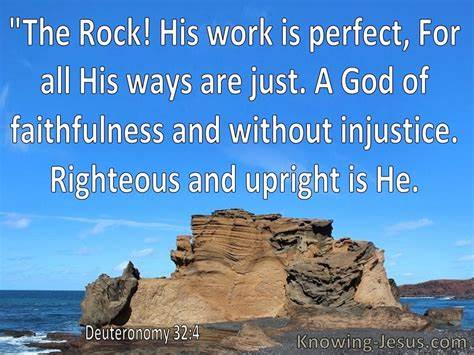 "The Rock! His work is perfect, For
all His ways are just. A God of
faithfulness and without injustice.
Righteous and upright is He.
Deuteronomy 32:4
Knowing-Jesus.com